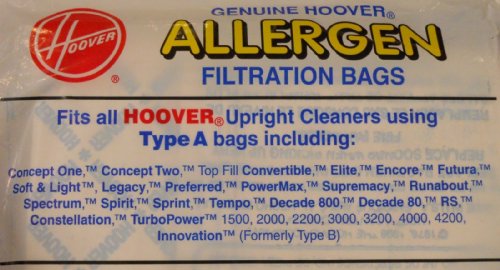 GENUINE HOOVER®
HOOVER ®
ALLERGEN
FILTRATION BAGS
Fits all HOOVER® Upright Cleaners using
Type A bags including:
Concept One,™ Concept Two,™ Top Fill Convertible,™ Elite,™ Encore,™ Futura,™
Soft & Light™, Legacy,™ Preferred,™ PowerMax,™ Supremacy,™ Runabout,™
Spectrum,™ Spirit,™ Sprint,™ Tempo,™ Decade 800,™ Decade 80,™ RS,™
Constellation,™ TurboPower™ 1500, 2000, 2200, 3000, 3200, 4000, 4200,
Innovation™ (Formerly Type B)